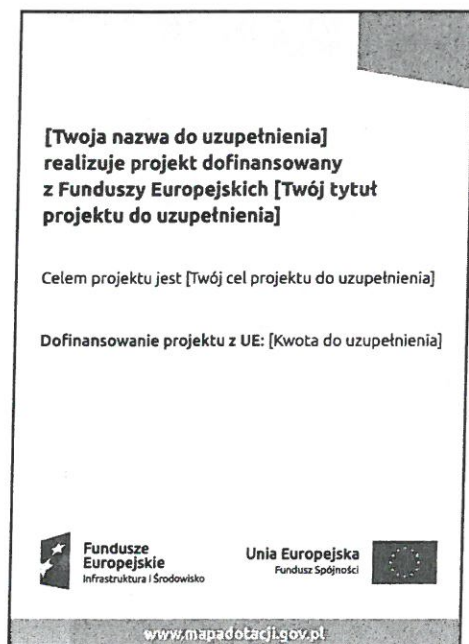 [Twoja nazwa do uzupełnienia]
realizuje projekt dofinansowany
z Funduszy Europejskich [Twój tytuł
projektu do uzupełnienia]
Celem projektu jest [Twój cel projektu do uzupełnienia]
Dofinansowanie projektu z UE: [Kwota do uzupełnienia]
Fundusze
Europejskie
Infrastruktura i Środowisko
Unia Europejska
Fundusz Spójności
www.mapadotacji.gov.pl